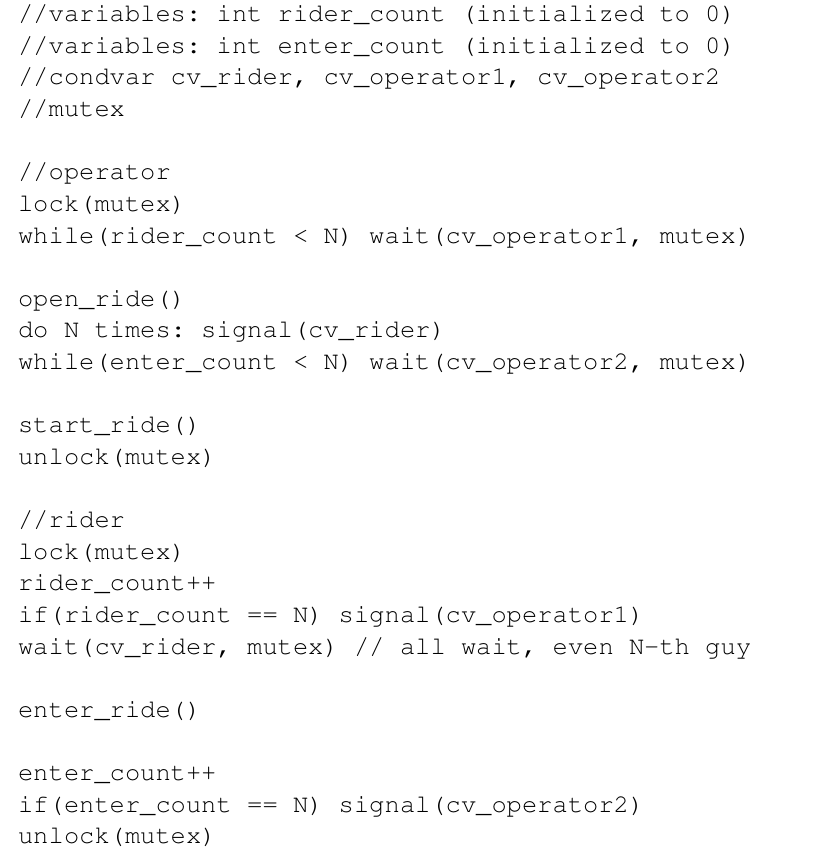 //variables: int rider_count (initialized to 0)
//variables: int enter_count (initialized to 0)
//condvar cv_rider, cv_operator1, cv_operator2
//mutex
//operator
lock(mutex)
while(rider_count < N) wait(cv_operator1, mutex)
open_ride()
do N times: signal(cv_rider)
while(enter_count < N) wait(cv_operator2, mutex)
start_ride()
unlock(mutex)
//rider
lock(mutex)
rider_count++
if(rider_count == N) signal(cv_operator1)
wait(cv_rider, mutex) // all wait, even N-th guy
enter_ride()
enter_count++
if(enter_count == N) signal(cv_operator2)
unlock(mutex)